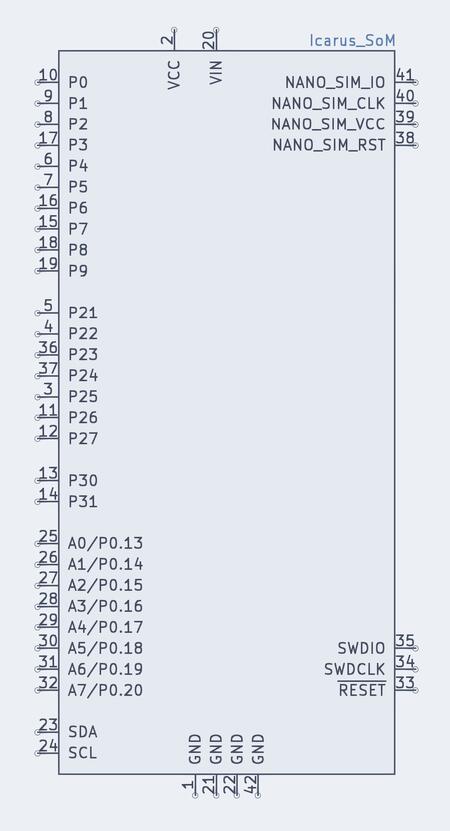 Icarus_SoM
2 VCC
20 VIN
10 P0
9 P1
8 P2
17 P3
6 P4
7 P5
16 P6
15 P7
18 P8
19 P9
5 P21
4 P22
36 P23
37 P24
3 P25
11 P26
12 P27
13 P30
14 P31
25 A0/P0.13
26 A1/P0.14
27 A2/P0.15
28 A3/P0.16
29 A4/P0.17
30 A5/P0.18
31 A6/P0.19
32 A7/P0.20
23 SDA
24 SCL
NANO_SIM_IO 41
NANO_SIM_CLK 40
NANO_SIM_VCC 39
NANO_SIM_RST 38
SWDIO 35
SWDCLK 34
RESET 33
GND 1
GND 21
GND 22
GND 42